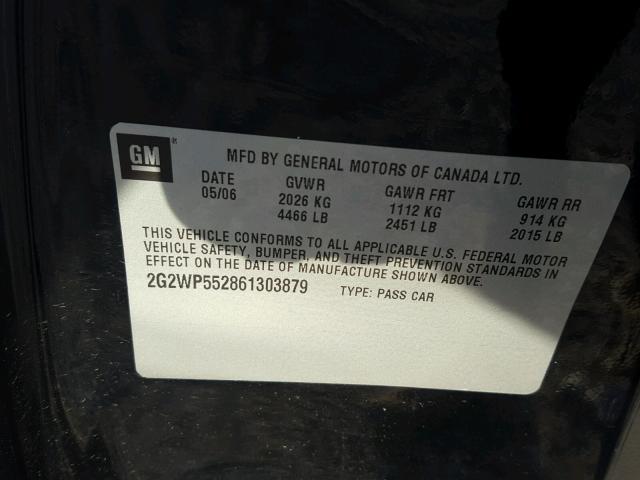 GM ®
MFD BY GENERAL MOTORS OF CANADA LTD.
DATE GVWR GAWR FRT GAWR RR
05/06 2026 KG 1112 KG 914 KG
4466 LB 2451 LB 2015 LB
THIS VEHICLE CONFORMS TO ALL APPLICABLE U.S. FEDERAL MOTOR
VEHICLE SAFETY, BUMPER, AND THEFT PREVENTION STANDARDS IN
EFFECT ON THE DATE OF MANUFACTURE SHOWN ABOVE.
2G2WP552861303879 TYPE: PASS CAR